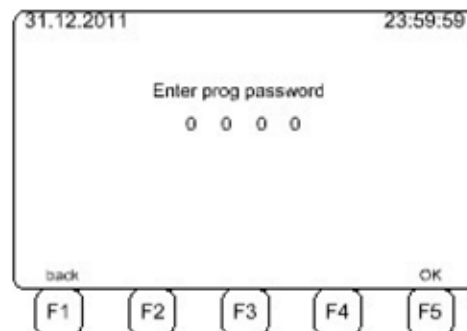 31.12.2011 23:59:59
Enter prog password
0 0 0 0
back OK
F1 F2 F3 F4 F5